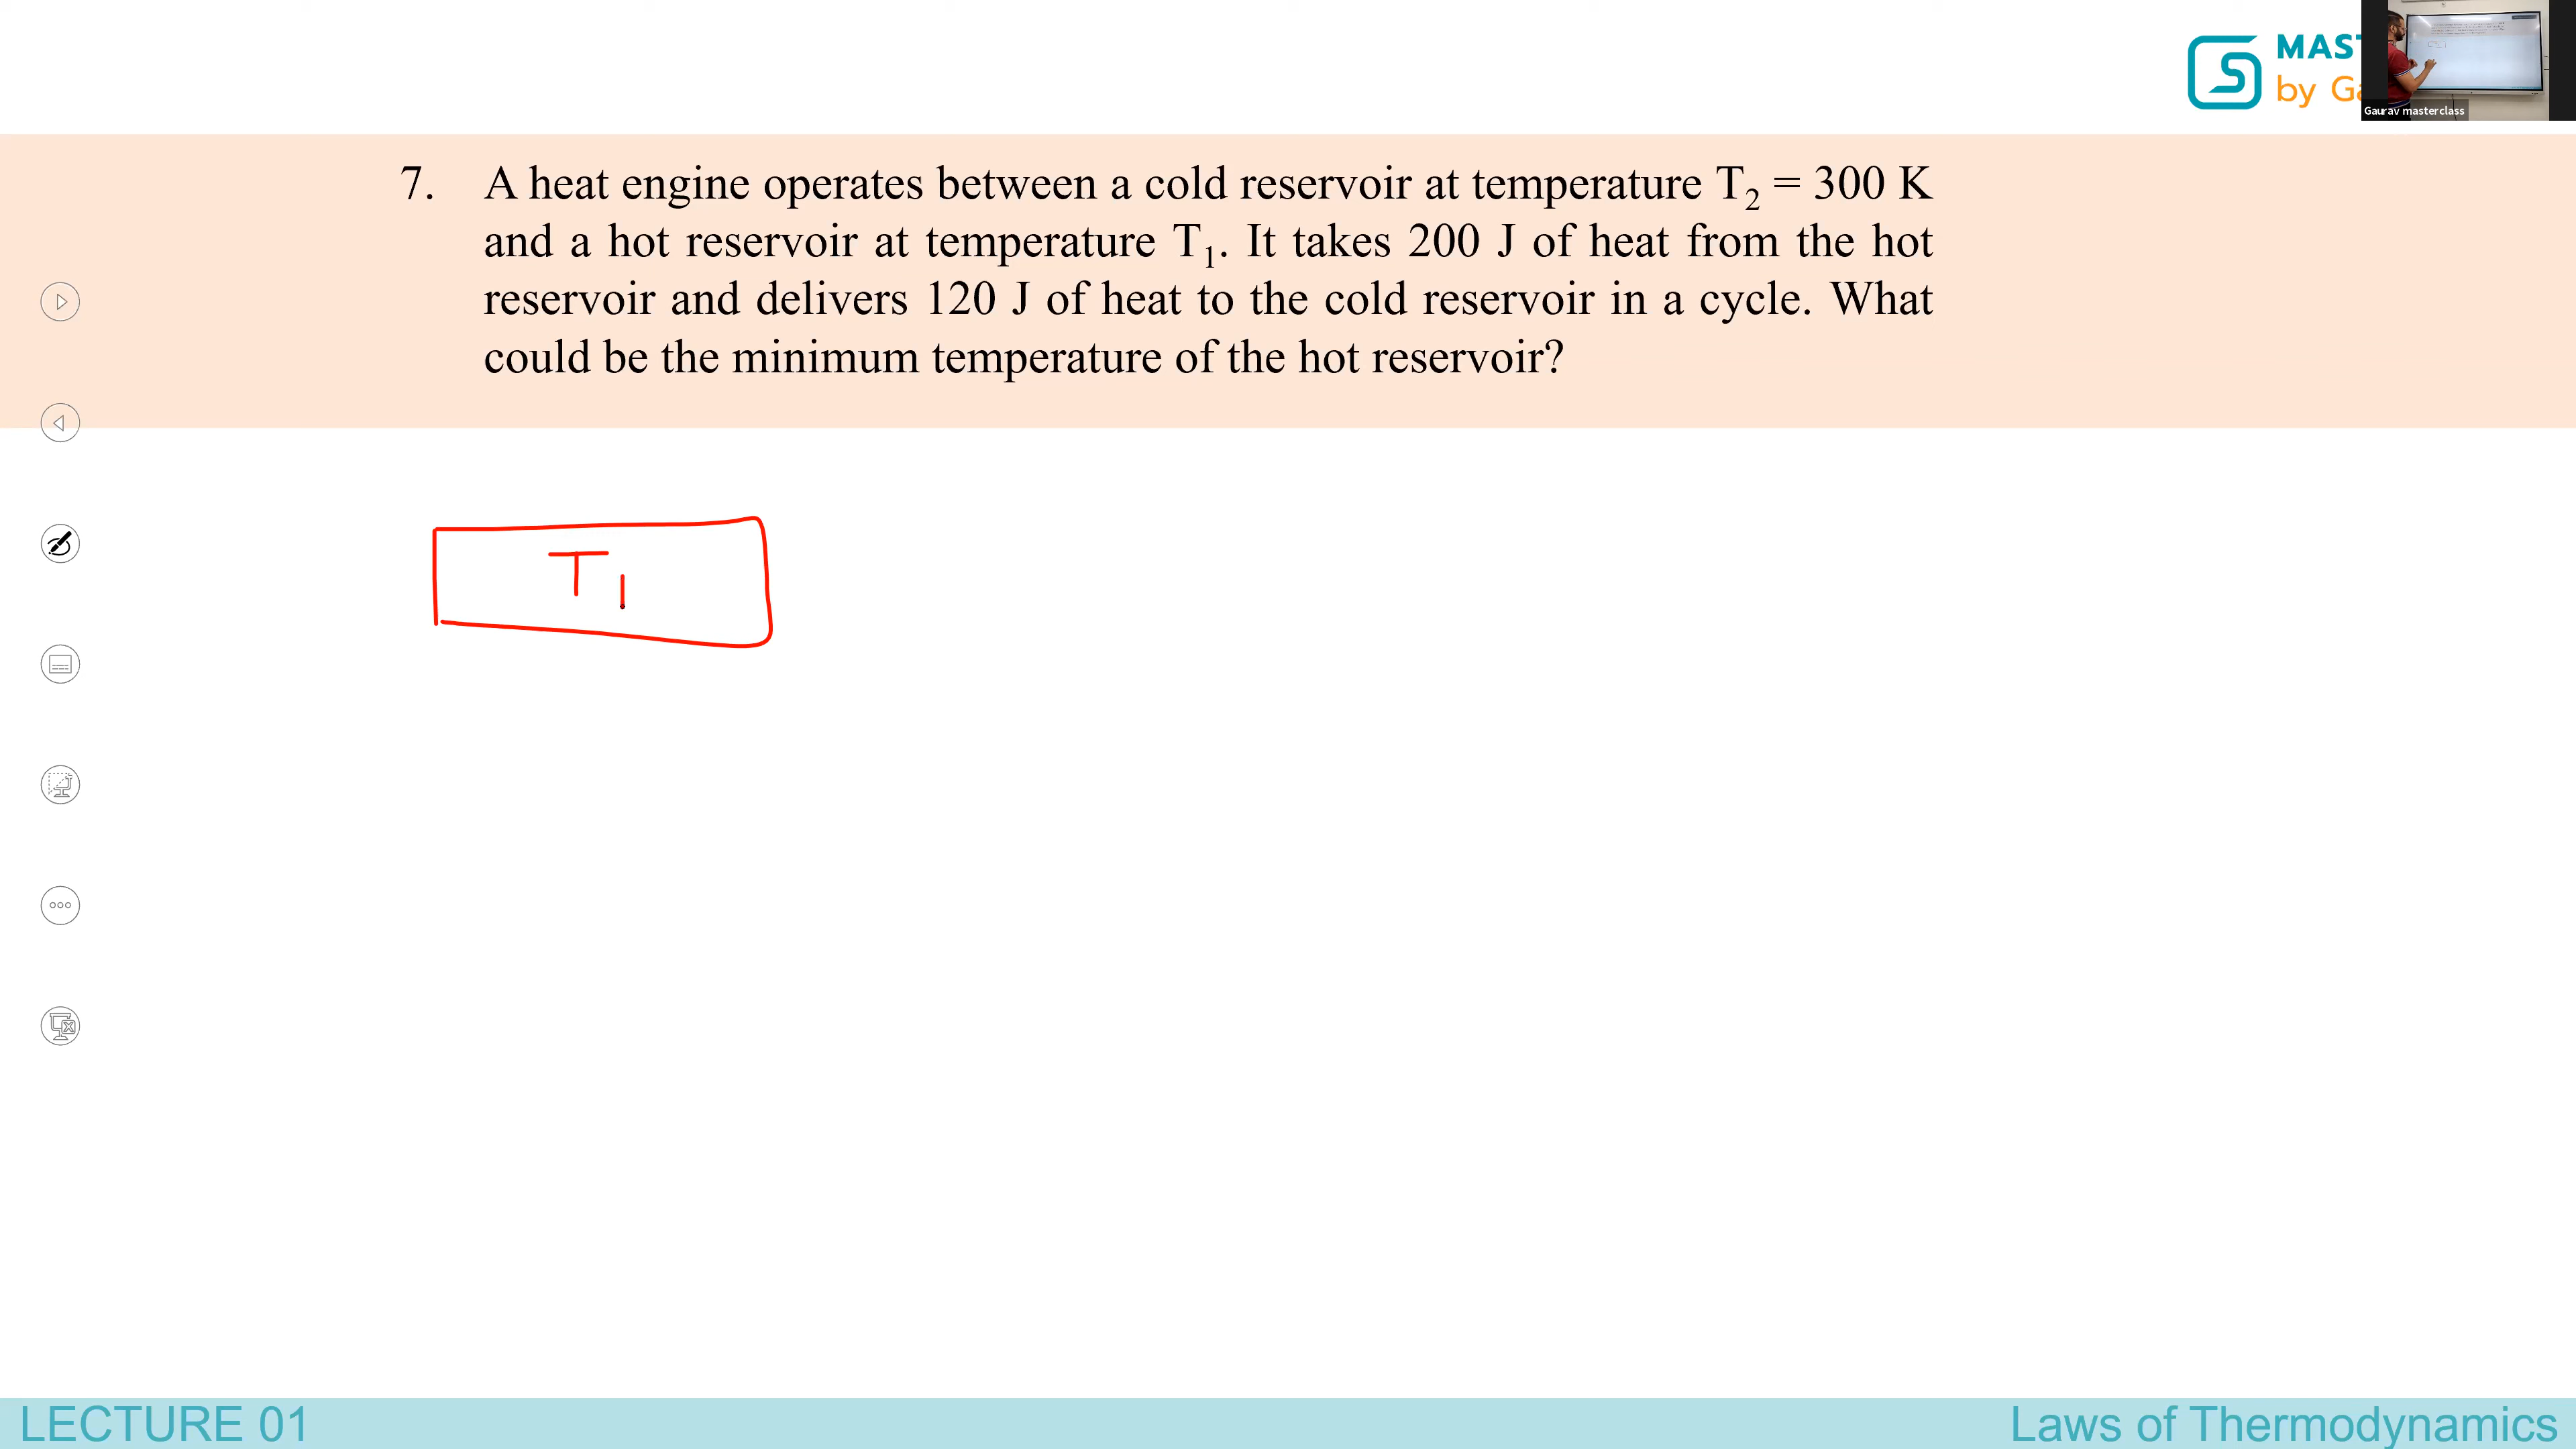 MAS
by Ga
Gaurav masterclass
7. A heat engine operates between a cold reservoir at temperature T₂ = 300 K
and a hot reservoir at temperature T₁. It takes 200 J of heat from the hot
reservoir and delivers 120 J of heat to the cold reservoir in a cycle. What
could be the minimum temperature of the hot reservoir?
T₁
LECTURE 01
Laws of Thermodynamics